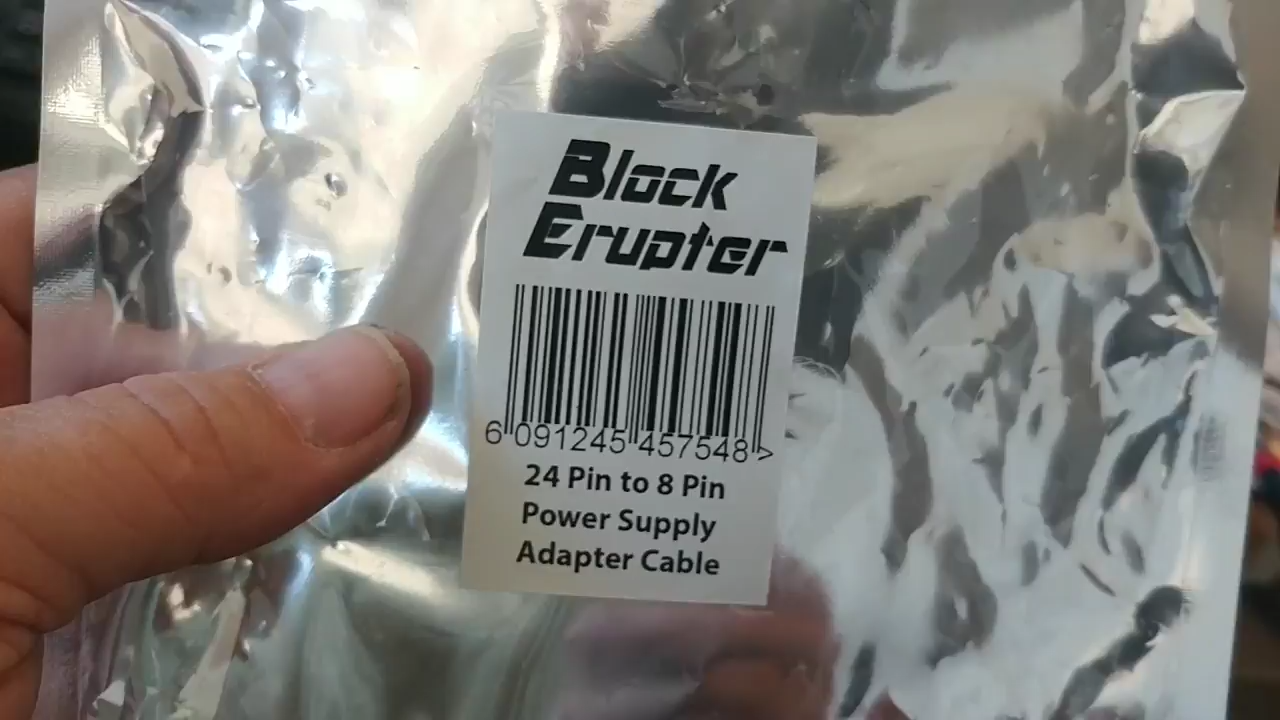 Block
Erupter
6 091245 457548 >
24 Pin to 8 Pin
Power Supply
Adapter Cable